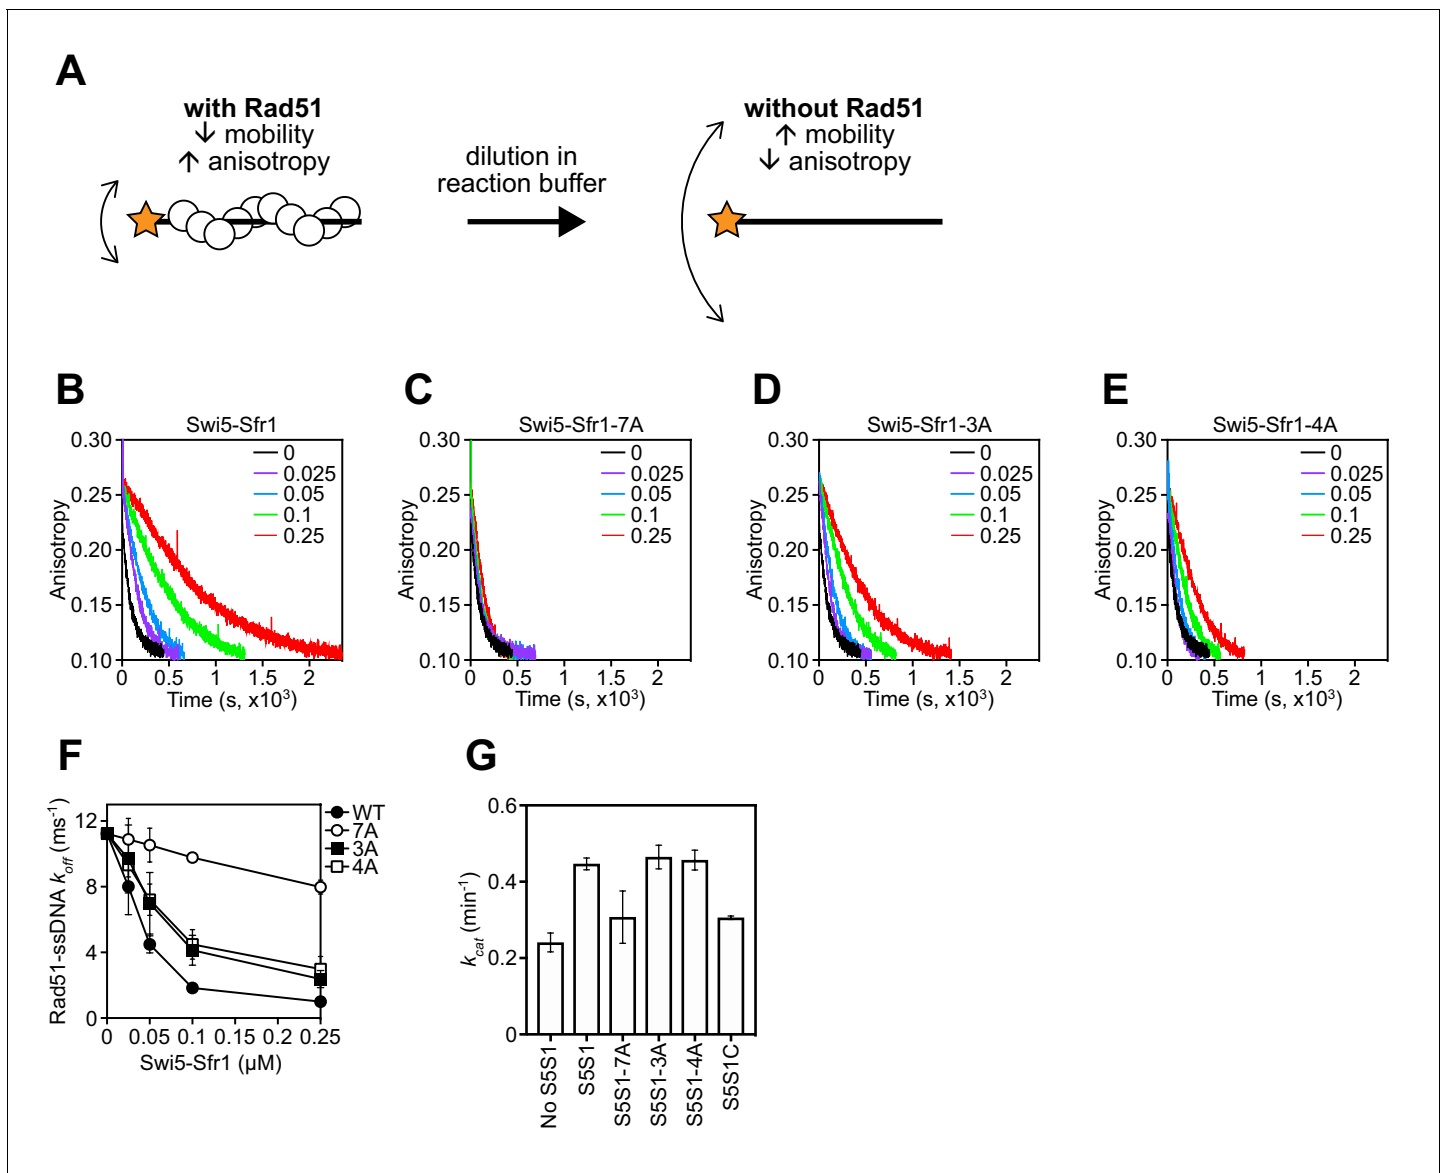 A
with Rad51
↓ mobility
↑ anisotropy
dilution in
reaction buffer
without Rad51
↑ mobility
↓ anisotropy
B
Swi5-Sfr1
0.30
0.25
0.20
0.15
0.10
Anisotropy
0
0.025
0.05
0.1
0.25
0 0.5 1 1.5 2
Time (s, x10³)
C
Swi5-Sfr1-7A
0.30
0.25
0.20
0.15
0.10
Anisotropy
0
0.025
0.05
0.1
0.25
0 0.5 1 1.5 2
Time (s, x10³)
D
Swi5-Sfr1-3A
0.30
0.25
0.20
0.15
0.10
Anisotropy
0
0.025
0.05
0.1
0.25
0 0.5 1 1.5 2
Time (s, x10³)
E
Swi5-Sfr1-4A
0.30
0.25
0.20
0.15
0.10
Anisotropy
0
0.025
0.05
0.1
0.25
0 0.5 1 1.5 2
Time (s, x10³)
F
Rad51-ssDNA koff (ms⁻¹)
12
8
4
0
WT
7A
3A
4A
0 0.05 0.1 0.15 0.2 0.25
Swi5-Sfr1 (µM)
G
kcat (min⁻¹)
0.6
0.4
0.2
0
No S5S1
S5S1
S5S1-7A
S5S1-3A
S5S1-4A
S5S1C